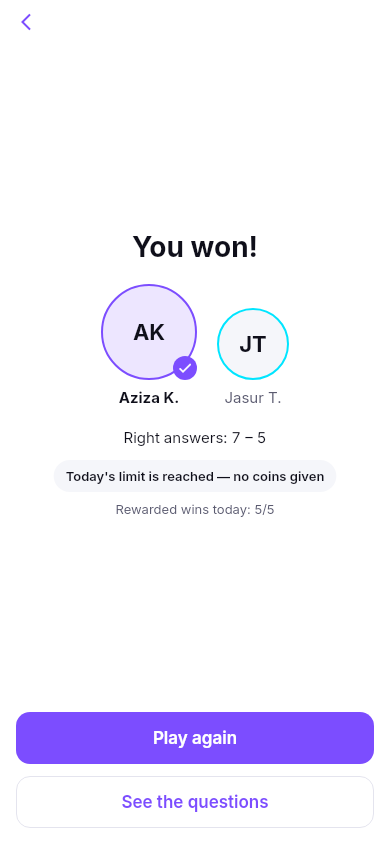 You won!
AK
JT
Aziza K.
Jasur T.
Right answers: 7 – 5
Today's limit is reached — no coins given
Rewarded wins today: 5/5
Play again
See the questions